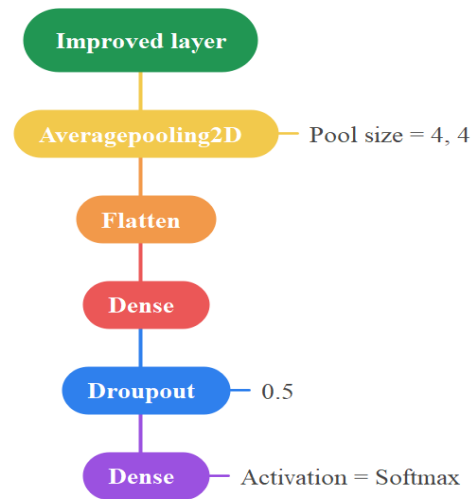 Improved layer
Averagepooling2D
Pool size = 4, 4
Flatten
Dense
Droupout
0.5
Dense
Activation = Softmax